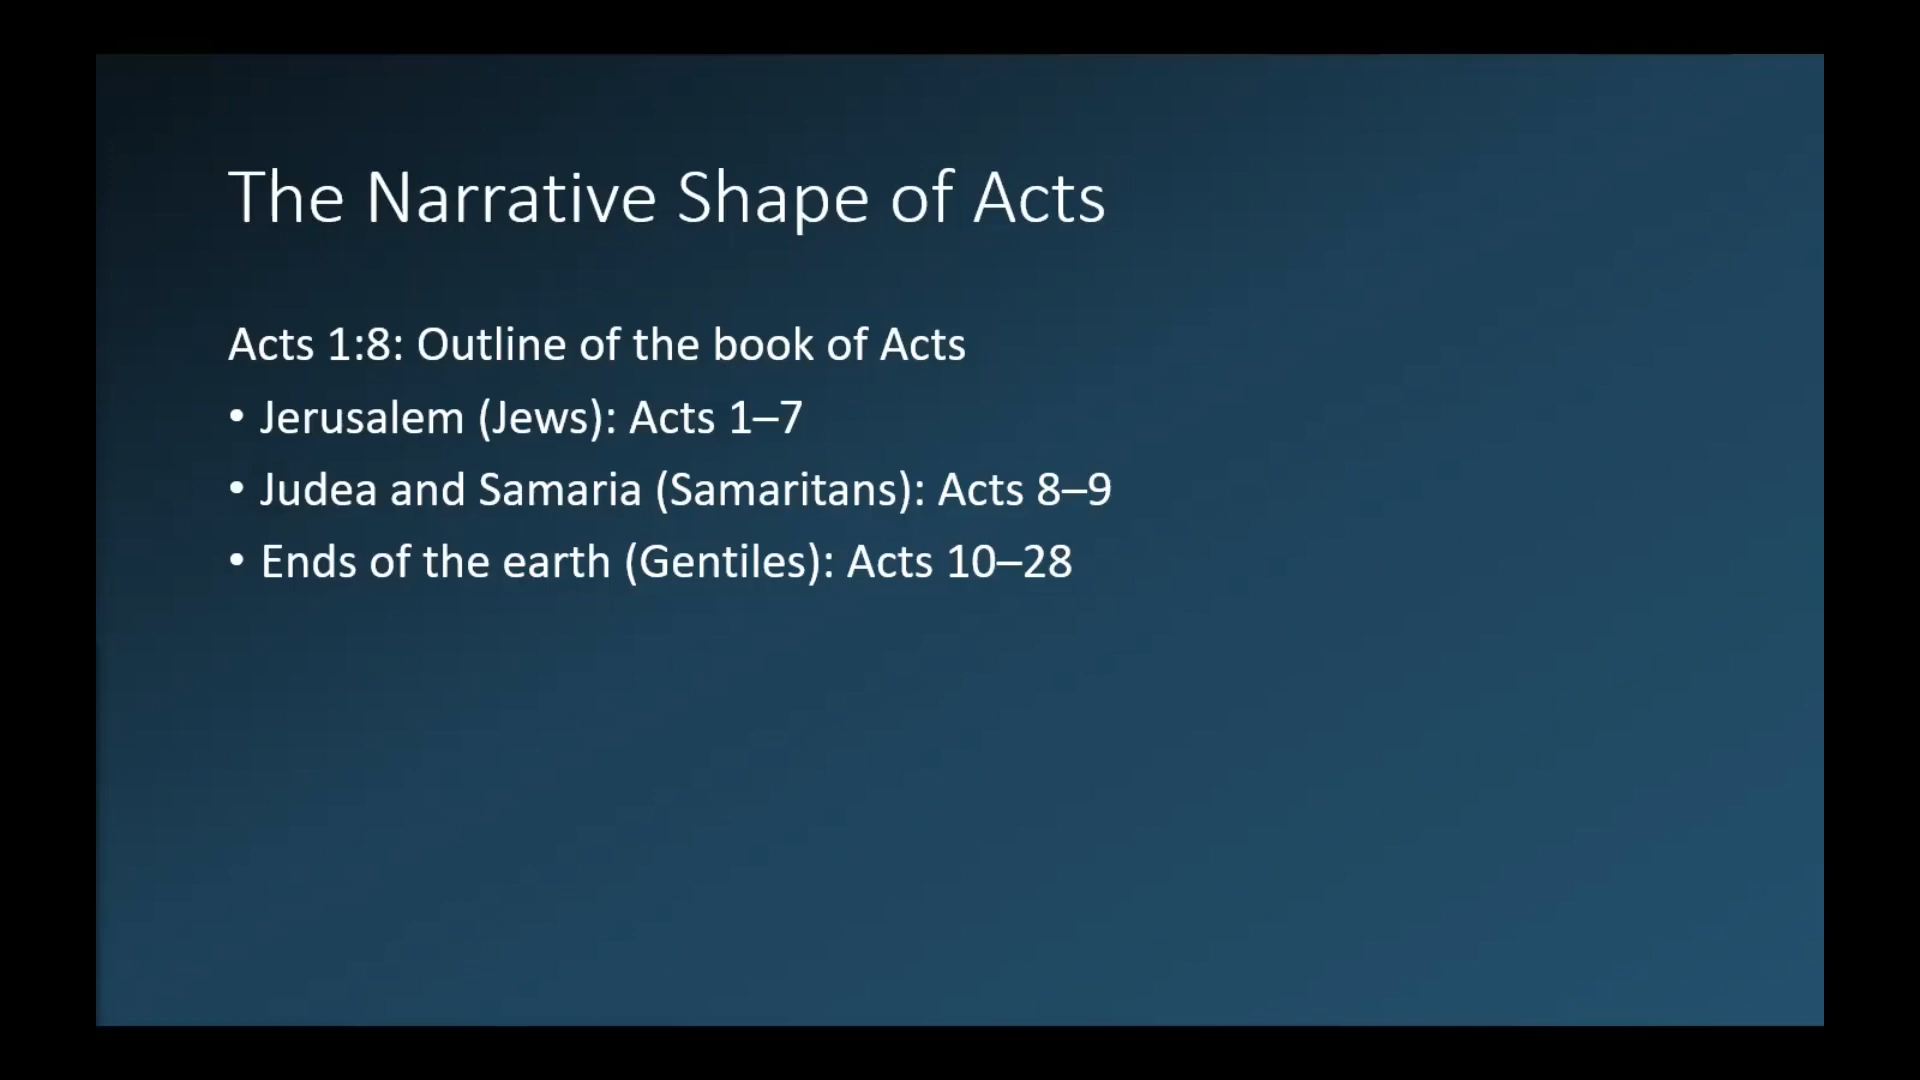 The Narrative Shape of Acts
Acts 1:8: Outline of the book of Acts
• Jerusalem (Jews): Acts 1–7
• Judea and Samaria (Samaritans): Acts 8–9
• Ends of the earth (Gentiles): Acts 10–28